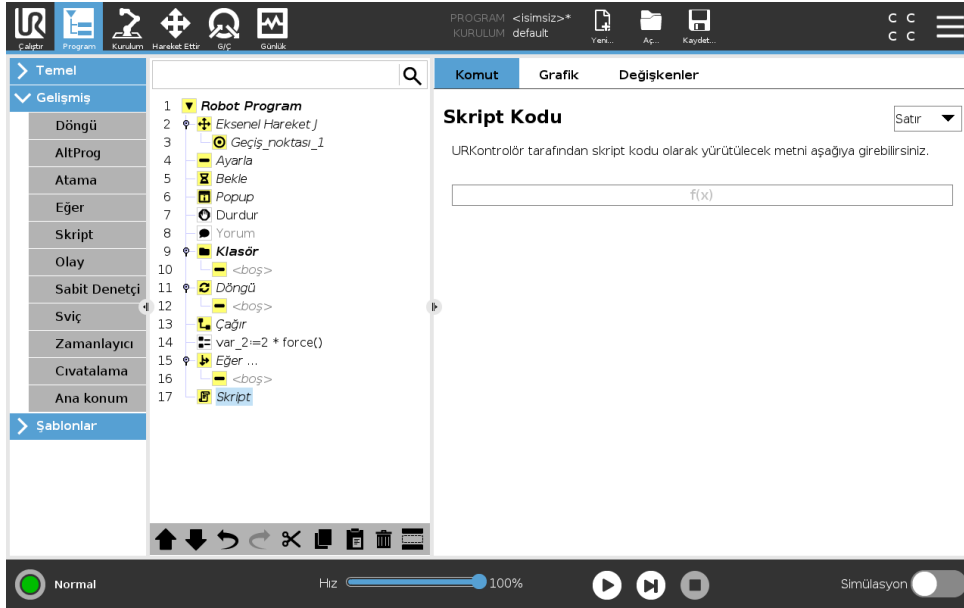 PROGRAM <isimsiz>*
KURULUM default
Çalıştır Program Kurulum Hareket Ettir G/Ç Günlük Yeni... Aç... Kaydet...
C C
C C
Temel
Gelişmiş
Döngü
AltProg
Atama
Eğer
Skript
Olay
Sabit Denetçi
Sviç
Zamanlayıcı
Cıvatalama
Ana konum
Şablonlar
1 Robot Program
2 Eksenel Hareket J
3 Geçiş_noktası_1
4 Ayarla
5 Bekle
6 Popup
7 Durdur
8 Yorum
9 Klasör
10 <boş>
11 Döngü
12 <boş>
13 Çağır
14 var_2:=2 * force()
15 Eğer ...
16 <boş>
17 Skript
Komut Grafik Değişkenler
Skript Kodu
Satır
URKontrolör tarafından skript kodu olarak yürütülecek metni aşağıya girebilirsiniz.
f(x)
Normal
Hız 100%
Simülasyon